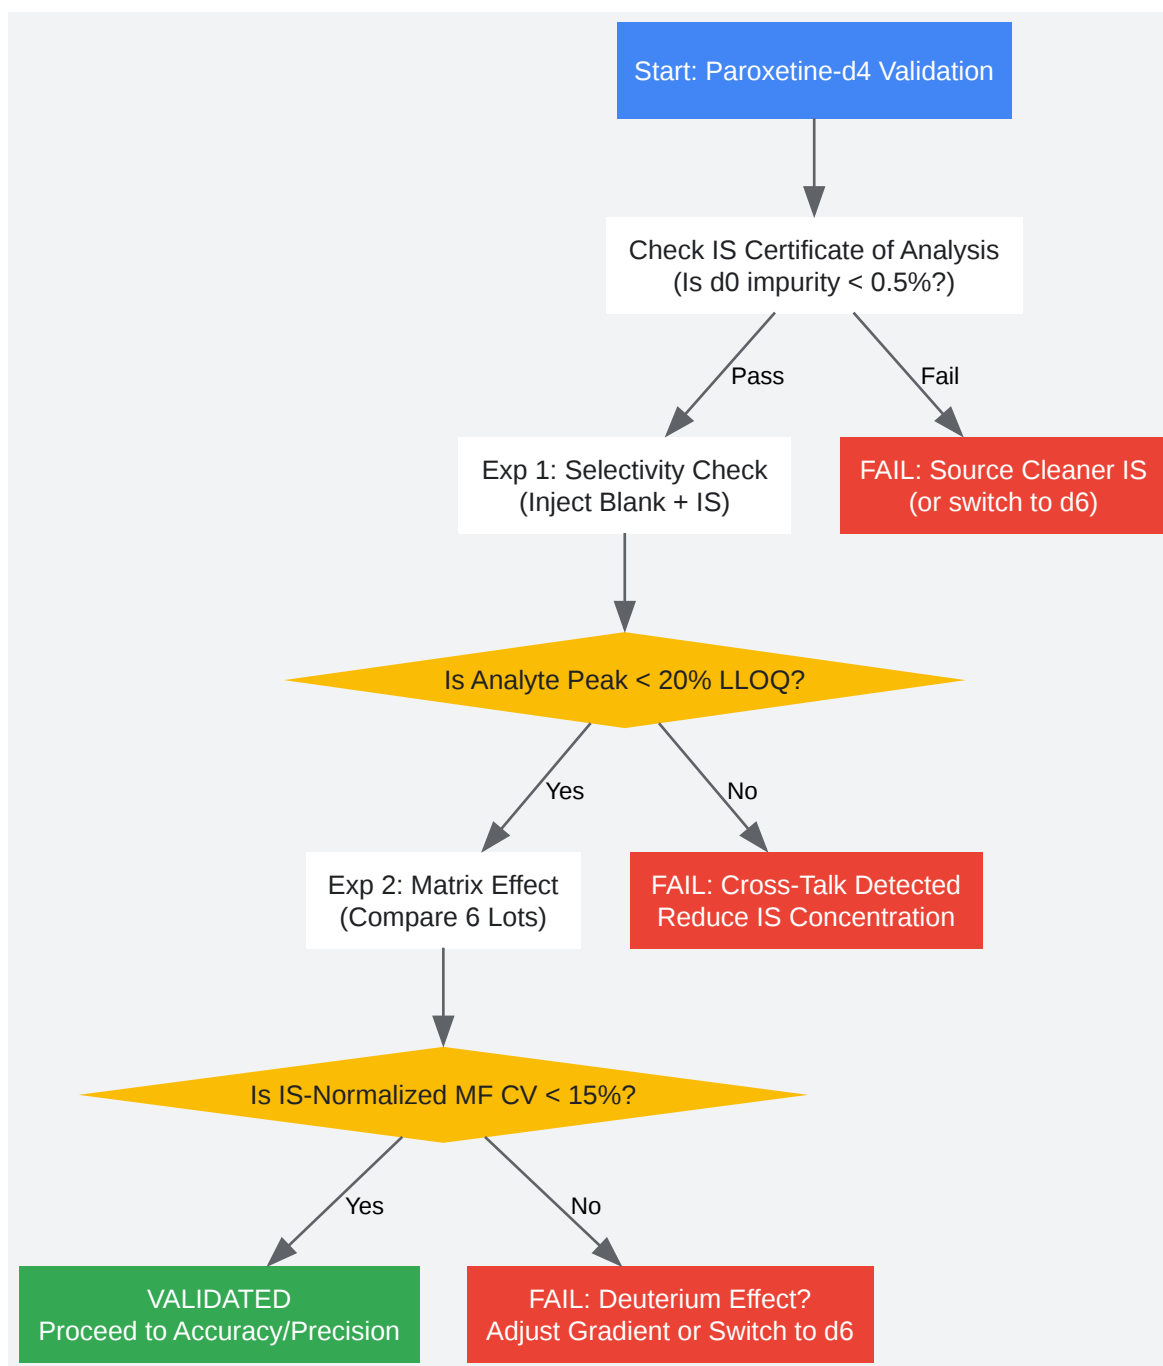 Start: Paroxetine-d4 Validation
Check IS Certificate of Analysis
(Is d0 impurity < 0.5%?)
Pass
Fail
Exp 1: Selectivity Check
(Inject Blank + IS)
FAIL: Source Cleaner IS
(or switch to d6)
Is Analyte Peak < 20% LLOQ?
Yes
No
Exp 2: Matrix Effect
(Compare 6 Lots)
FAIL: Cross-Talk Detected
Reduce IS Concentration
Is IS-Normalized MF CV < 15%?
Yes
No
VALIDATED
Proceed to Accuracy/Precision
FAIL: Deuterium Effect?
Adjust Gradient or Switch to d6